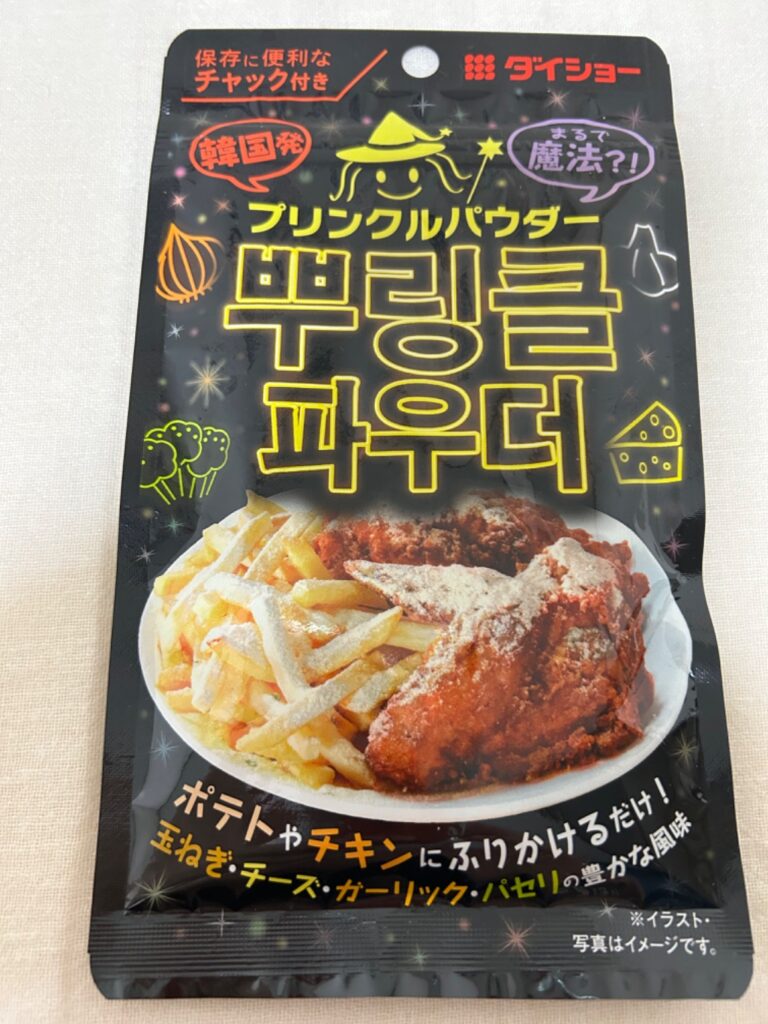 保存に便利な
チャック付き
ダイショー
韓国発
まるで
魔法?!
プリンクルパウダー
뿌링클
파우더
ポテトやチキンにふりかけるだけ!
玉ねぎ・チーズ・ガーリック・パセリの豊かな風味
※イラスト・
写真はイメージです。